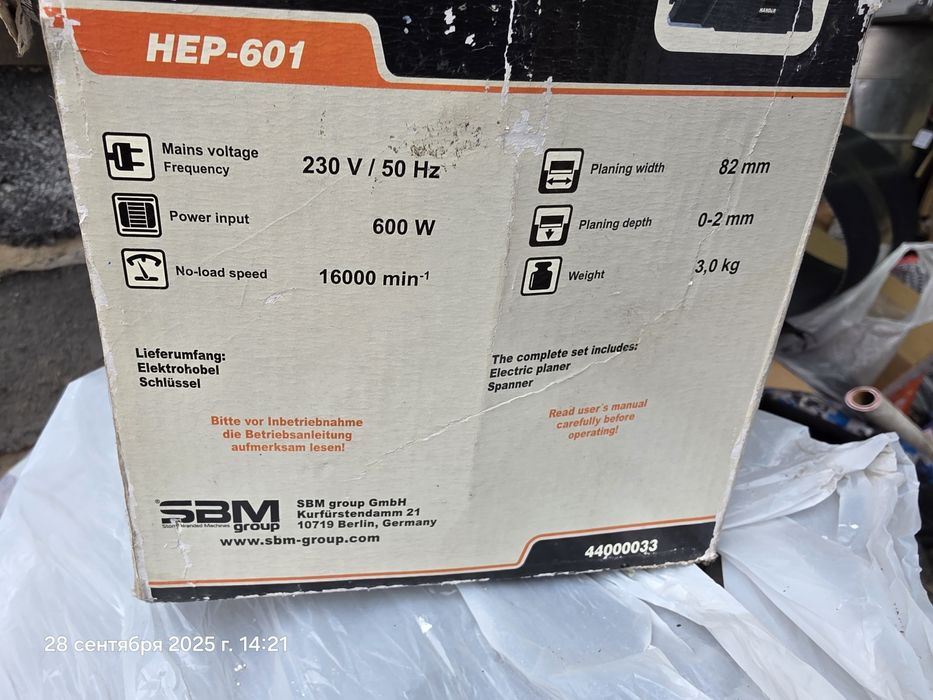 HEP-601
Mains voltage
Frequency
230 V / 50 Hz
Power input
600 W
No-load speed
16000 min-1
Planing width
82 mm
Planing depth
0-2 mm
Weight
3,0 kg
Lieferumfang:
Elektrohobel
Schlüssel
The complete set includes:
Electric planer
Spanner
Bitte vor Inbetriebnahme
die Betriebsanleitung
aufmerksam lesen!
Read user´s manual
carefully before
operating!
SBM
group
SBM group GmbH
Kurfürstendamm 21
10719 Berlin, Germany
www.sbm-group.com
44000033
28 сентября 2025 г. 14:21